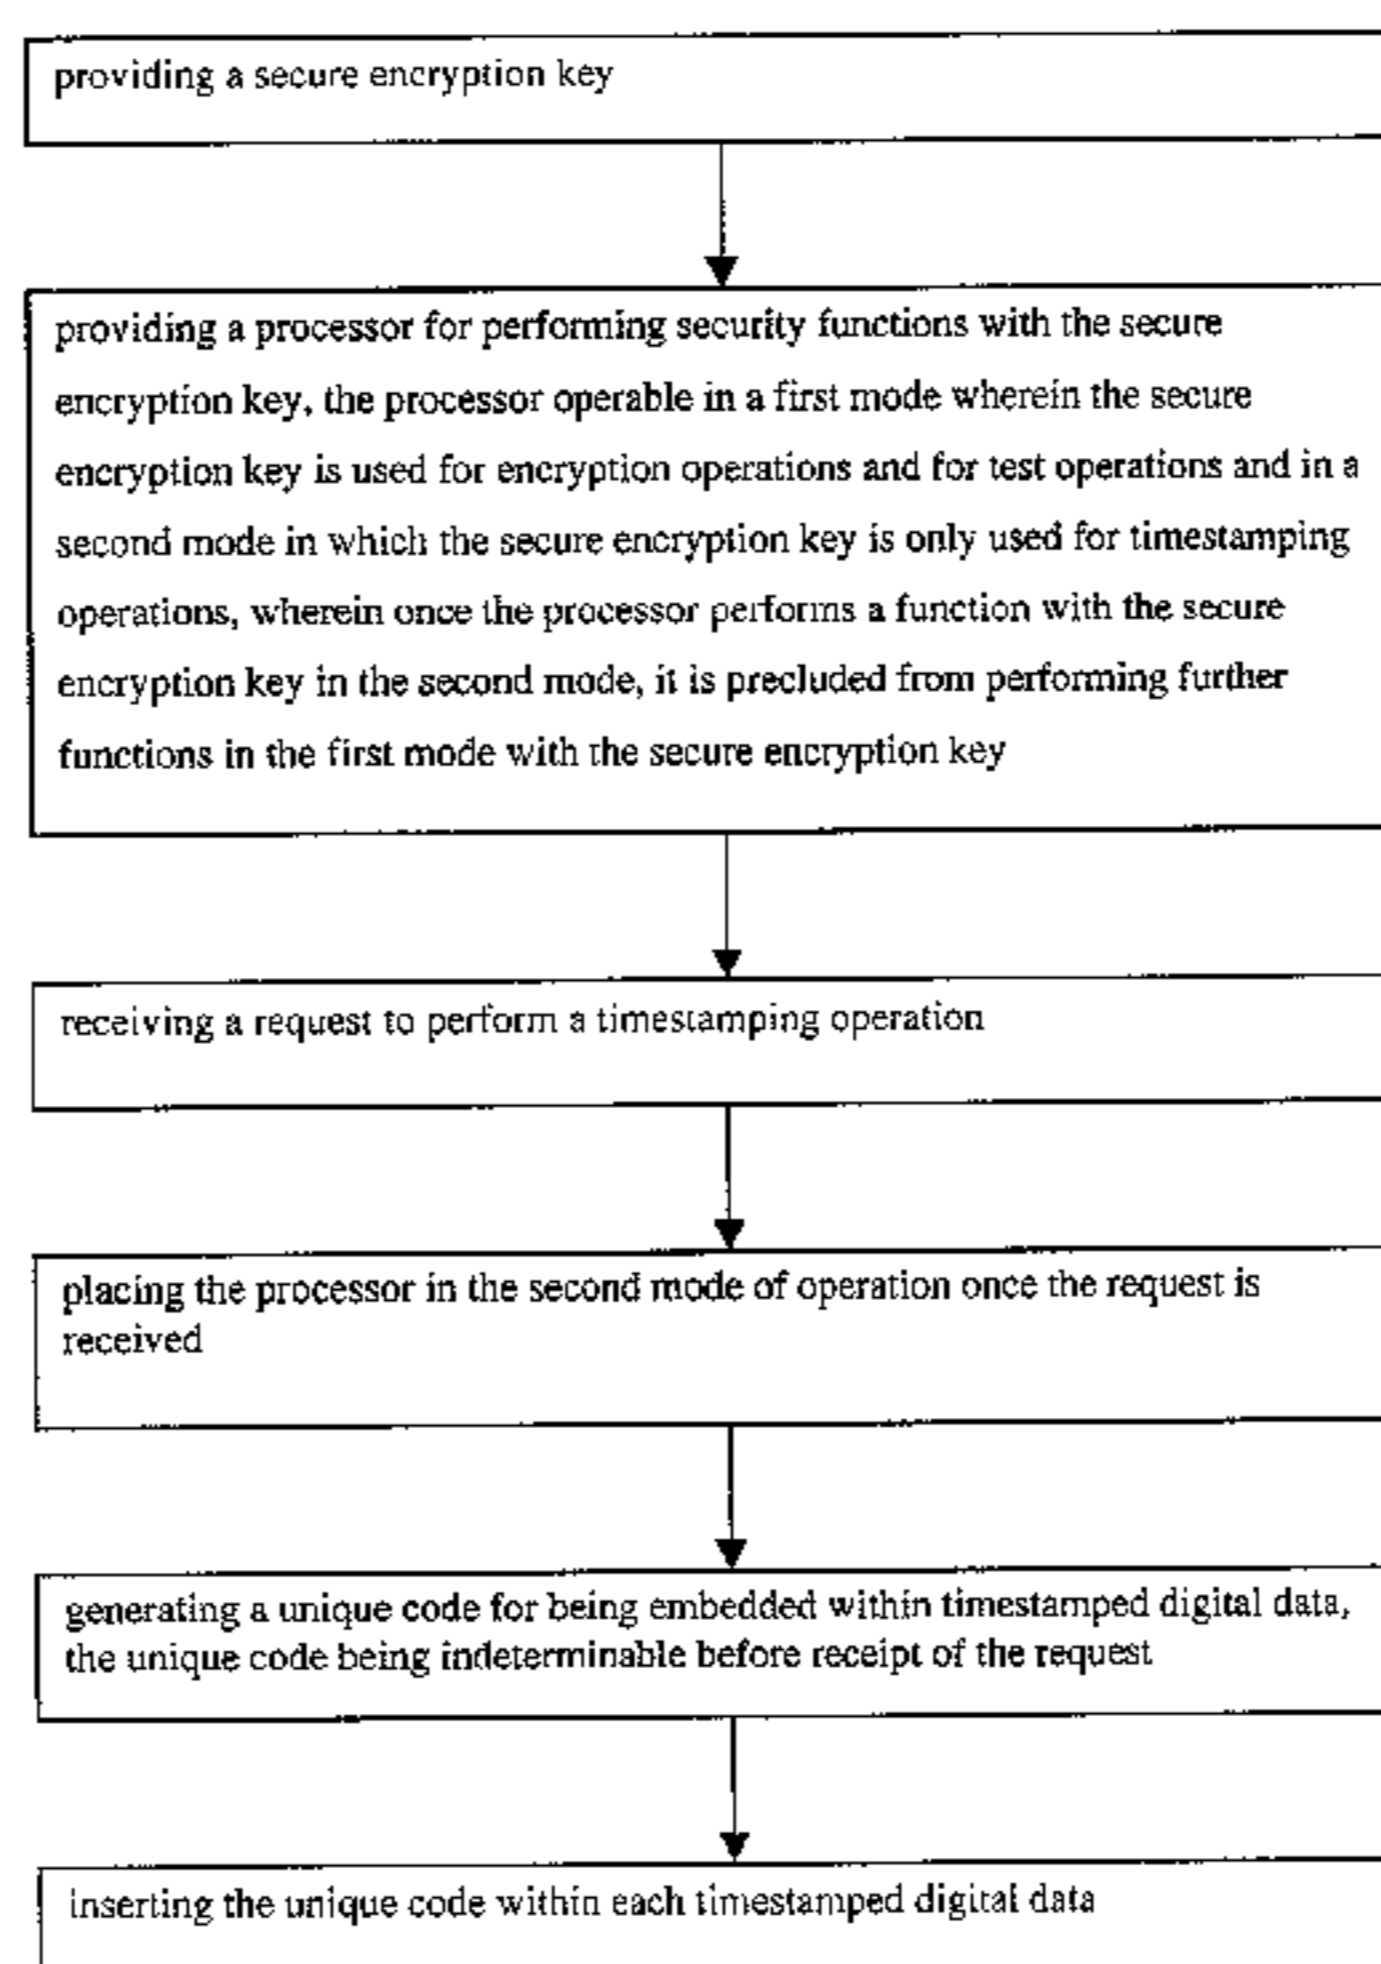 providing a secure encryption key
providing a processor for performing security functions with the secure
encryption key, the processor operable in a first mode wherein the secure
encryption key is used for encryption operations and for test operations and in a
second mode in which the secure encryption key is only used for timestamping
operations, wherein once the processor performs a function with the secure
encryption key in the second mode, it is precluded from performing further
functions in the first mode with the secure encryption key
receiving a request to perform a timestamping operation
placing the processor in the second mode of operation once the request is
received
generating a unique code for being embedded within timestamped digital data,
the unique code being indeterminable before receipt of the request
inserting the unique code within each timestamped digital data